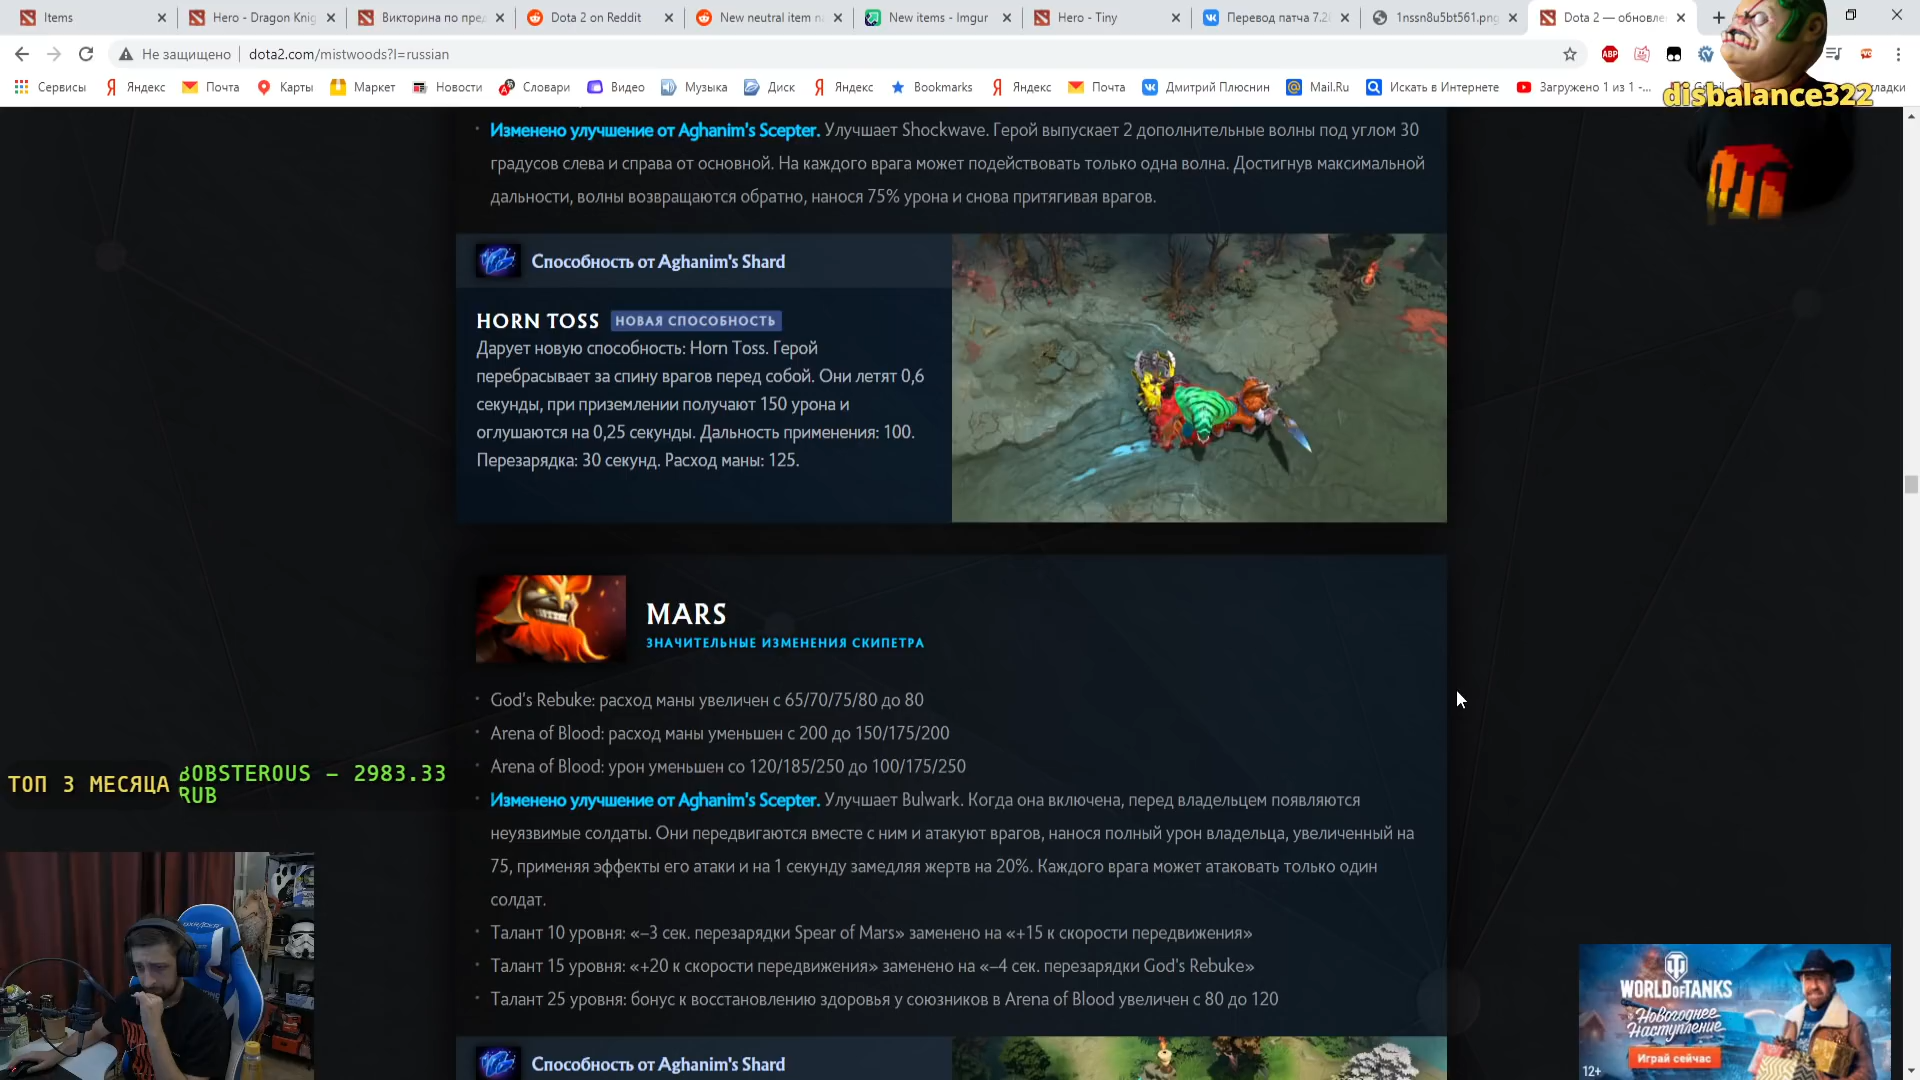 Items
Hero - Dragon Knig
Викторина по пред
Dota 2 on Reddit
New neutral item n
New items - Imgur
Hero - Tiny
Перевод патча 7.2
1nssn8u5bt561.png
Dota 2 — обновле
Не защищено
dota2.com/mistwoods?l=russian
ABP
Сервисы
Яндекс
Почта
Карты
Маркет
Новости
Словари
Видео
Музыка
Диск
Яндекс
Bookmarks
Яндекс
Почта
Дмитрий Плюснин
Mail.Ru
Искать в Интернете
Загружено 1 из 1 -...
disbalance322
Изменено улучшение от Aghanim's Scepter. Улучшает Shockwave. Герой выпускает 2 дополнительные волны под углом 30
градусов слева и справа от основной. На каждого врага может подействовать только одна волна. Достигнув максимальной
дальности, волны возвращаются обратно, нанося 75% урона и снова притягивая врагов.
Способность от Aghanim's Shard
HORN TOSS НОВАЯ СПОСОБНОСТЬ
Дарует новую способность: Horn Toss. Герой
перебрасывает за спину врагов перед собой. Они летят 0,6
секунды, при приземлении получают 150 урона и
оглушаются на 0,25 секунды. Дальность применения: 100.
Перезарядка: 30 секунд. Расход маны: 125.
MARS
ЗНАЧИТЕЛЬНЫЕ ИЗМЕНЕНИЯ СКИПЕТРА
God's Rebuke: расход маны увеличен с 65/70/75/80 до 80
Arena of Blood: расход маны уменьшен с 200 до 150/175/200
Arena of Blood: урон уменьшен со 120/185/250 до 100/175/250
Изменено улучшение от Aghanim's Scepter. Улучшает Bulwark. Когда она включена, перед владельцем появляются
неуязвимые солдаты. Они передвигаются вместе с ним и атакуют врагов, нанося полный урон владельца, увеличенный на
75, применяя эффекты его атаки и на 1 секунду замедляя жертв на 20%. Каждого врага может атаковать только один
солдат.
Талант 10 уровня: «–3 сек. перезарядки Spear of Mars» заменено на «+15 к скорости передвижения»
Талант 15 уровня: «+20 к скорости передвижения» заменено на «–4 сек. перезарядки God's Rebuke»
Талант 25 уровня: бонус к восстановлению здоровья у союзников в Arena of Blood увеличен с 80 до 120
Способность от Aghanim's Shard
ТОП 3 МЕСЯЦА
BOBSTEROUS – 2983.33
RUB
WORLD OF TANKS
Новогоднее
Наступление
Играй сейчас
12+